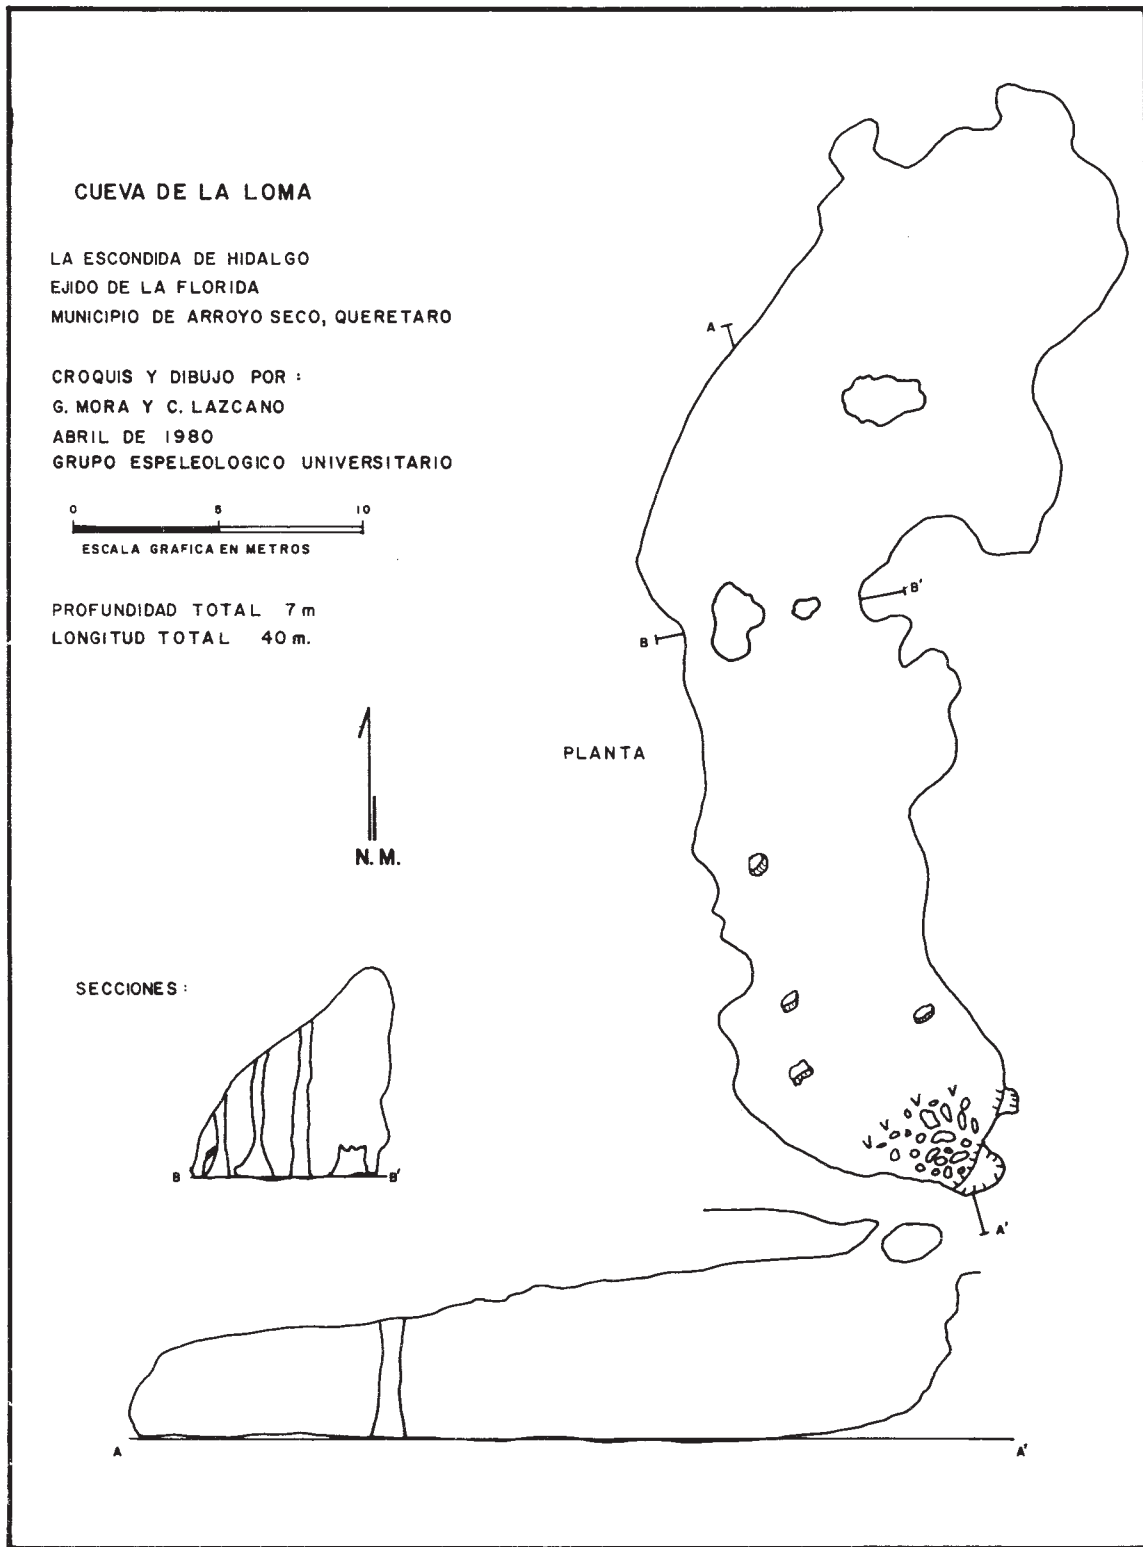 CUEVA DE LA LOMA
LA ESCONDIDA DE HIDALGO
EJIDO DE LA FLORIDA
MUNICIPIO DE ARROYO SECO, QUERETARO
CROQUIS Y DIBUJO POR :
G. MORA Y C. LAZCANO
ABRIL DE 1980
GRUPO ESPELEOLOGICO UNIVERSITARIO
0 5 10
ESCALA GRAFICA EN METROS
PROFUNDIDAD TOTAL 7 m
LONGITUD TOTAL 40 m.
N. M.
PLANTA
A
B'
B
A'
SECCIONES :
B B'
A A'